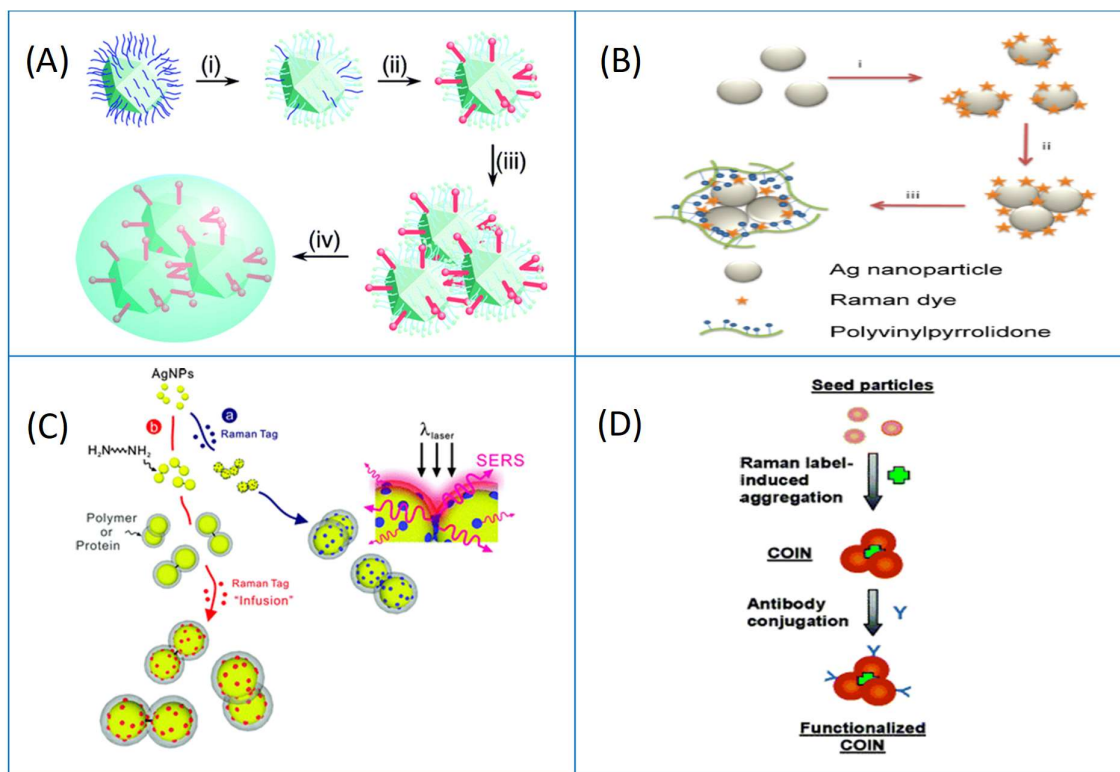 (A)
(i)
(ii)
(iii)
(iv)
(B)
i
ii
iii
Ag nanoparticle
Raman dye
Polyvinylpyrrolidone
(C)
AgNPs
a
Raman Tag
b
H₂N NH₂
λlaser
SERS
Polymer
or
Protein
Raman Tag
"Infusion"
(D)
Seed particles
Raman label-
induced
aggregation
COIN
Antibody
conjugation
Functionalized
COIN